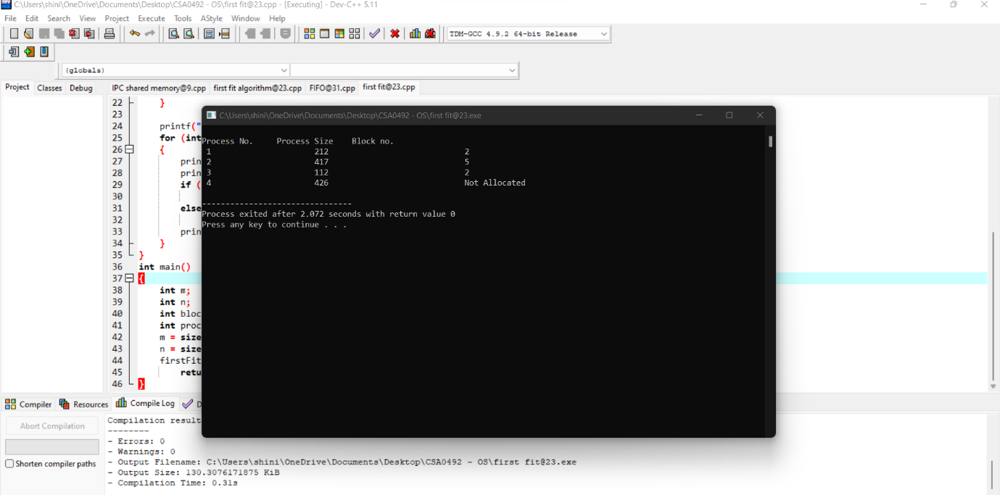 C:\Users\shini\OneDrive\Documents\Desktop\CSA0492 - OS\first fit@23.cpp - [Executing] - Dev-C++ 5.11
File Edit Search View Project Execute Tools AStyle Window Help
TDM-GCC 4.9.2 64-bit Release
(globals)
Project Classes Debug
IPC shared memory@9.cpp first fit algorithm@23.cpp FIFO@31.cpp first fit@23.cpp
22 }
23
24 printf("
25 for (int
26 {
27 prin
28 prin
29 if (
30
31 else
32
33 prin
34 }
35 }
36 int main()
37 {
38 int m;
39 int n;
40 int bloc
41 int proc
42 m = size
43 n = size
44 firstFit
45 retu
46 }
C:\Users\shini\OneDrive\Documents\Desktop\CSA0492 - OS\first fit@23.exe
Process No. Process Size Block no.
1 212 2
2 417 5
3 112 2
4 426 Not Allocated
--------------------------------
Process exited after 2.072 seconds with return value 0
Press any key to continue . . .
Compiler Resources Compile Log D
Abort Compilation
Shorten compiler paths
Compilation result
--------
- Errors: 0
- Warnings: 0
- Output Filename: C:\Users\shini\OneDrive\Documents\Desktop\CSA0492 - OS\first fit@23.exe
- Output Size: 130.3076171875 KiB
- Compilation Time: 0.31s